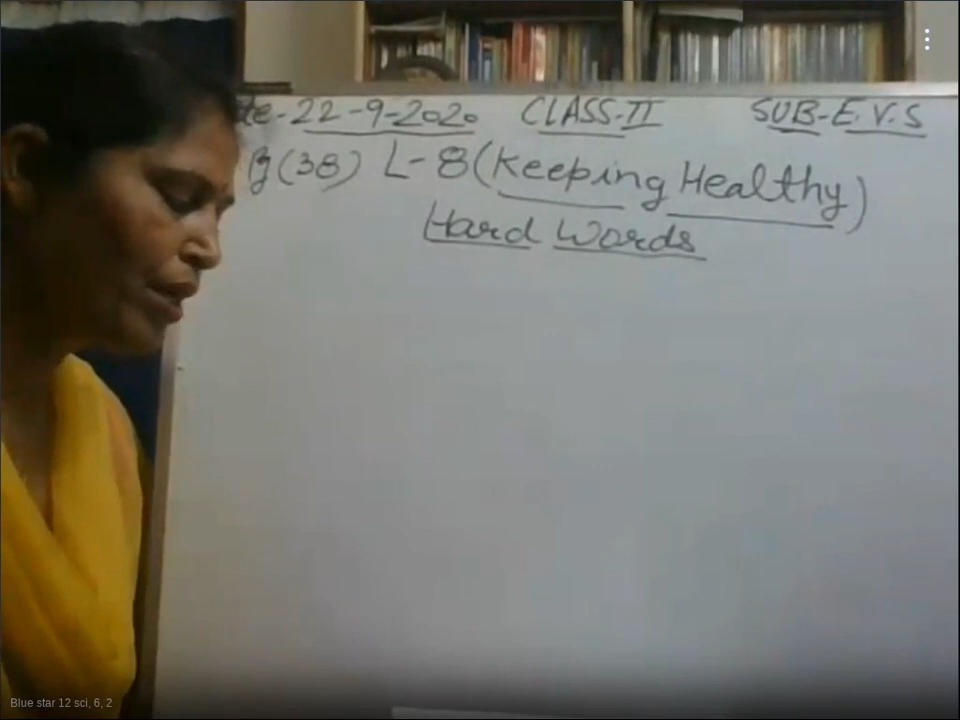 te-22-9-2020 CLASS-II SUB-E.V.S
Pg (38) L-8 (Keeping Healthy)
Hard Words
Blue star 12 sci, 6, 2